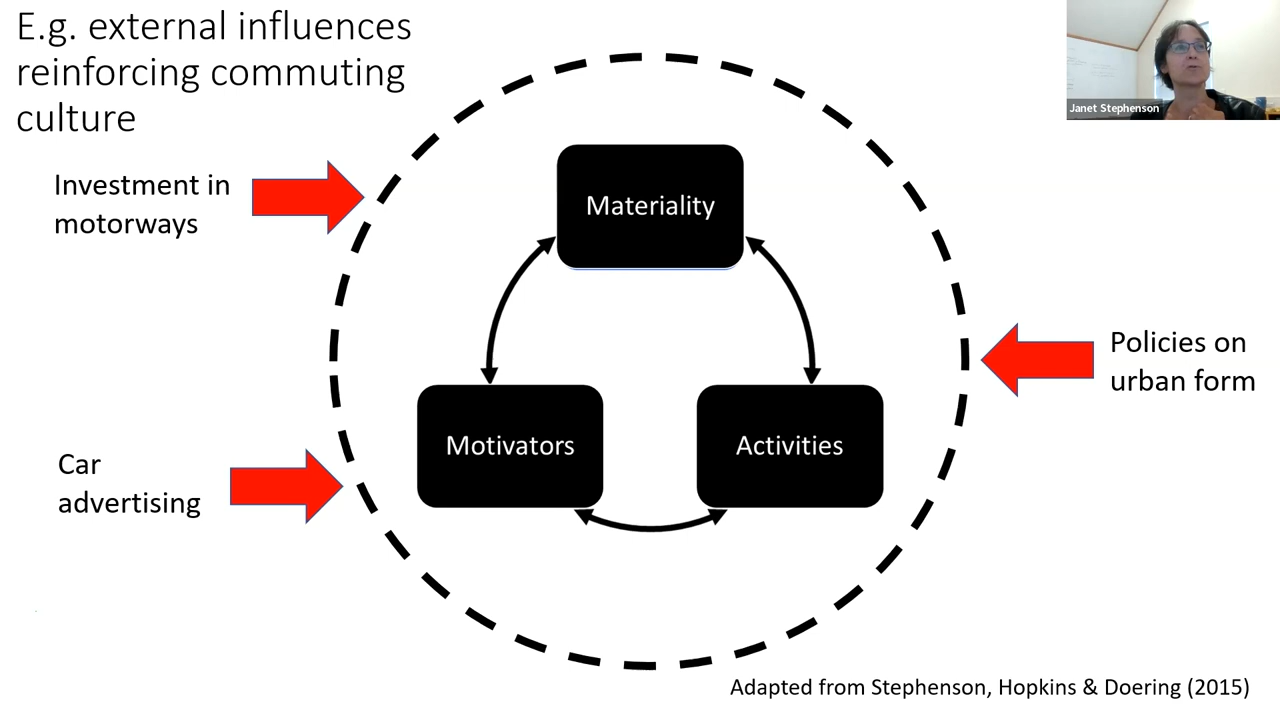 E.g. external influences
reinforcing commuting
culture
Janet Stephenson
Investment in
motorways
Materiality
Policies on
urban form
Motivators
Activities
Car
advertising
Adapted from Stephenson, Hopkins & Doering (2015)